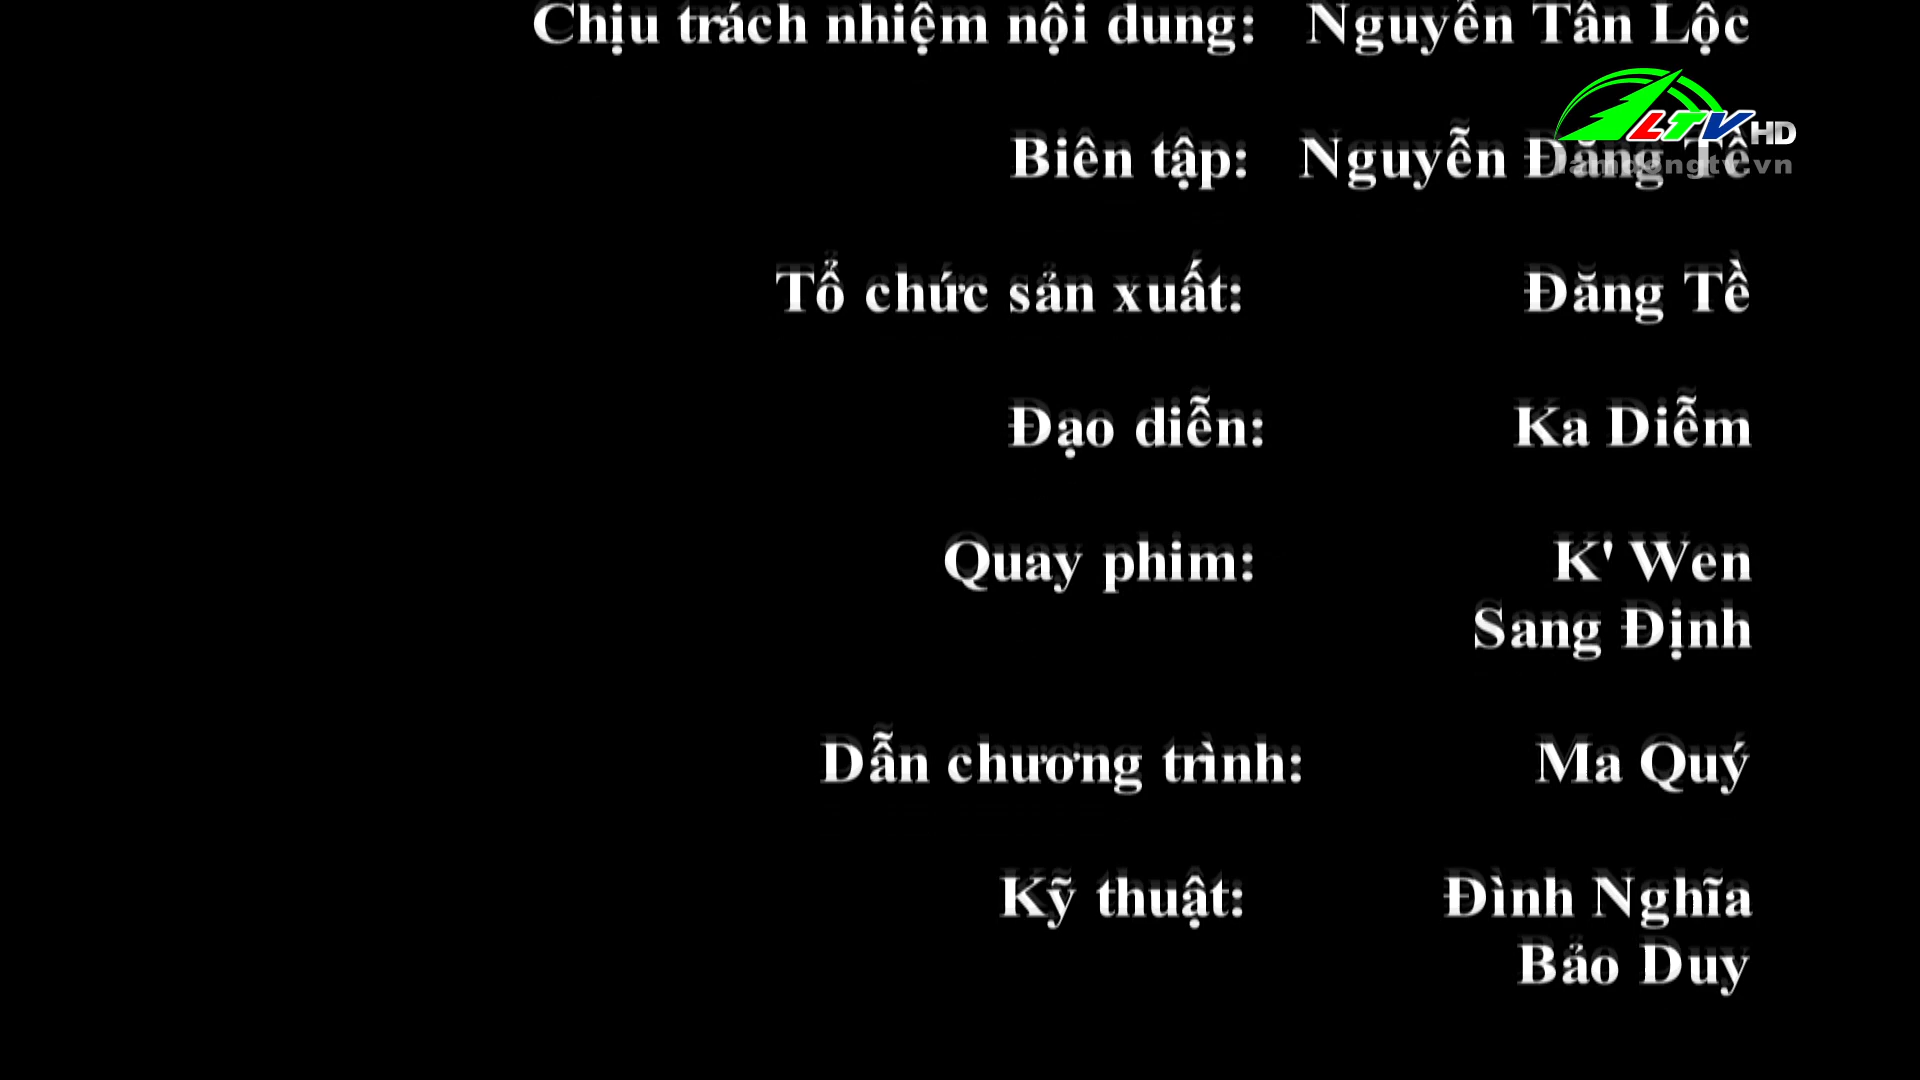 Chịu trách nhiệm nội dung: Nguyễn Tấn Lộc
LTV HD
Biên tập: Nguyễn Đăng Tề
lamdongtv.vn
Tổ chức sản xuất: Đăng Tề
Đạo diễn: Ka Diễm
Quay phim: K' Wen
Sang Định
Dẫn chương trình: Ma Quý
Kỹ thuật: Đình Nghĩa
Bảo Duy